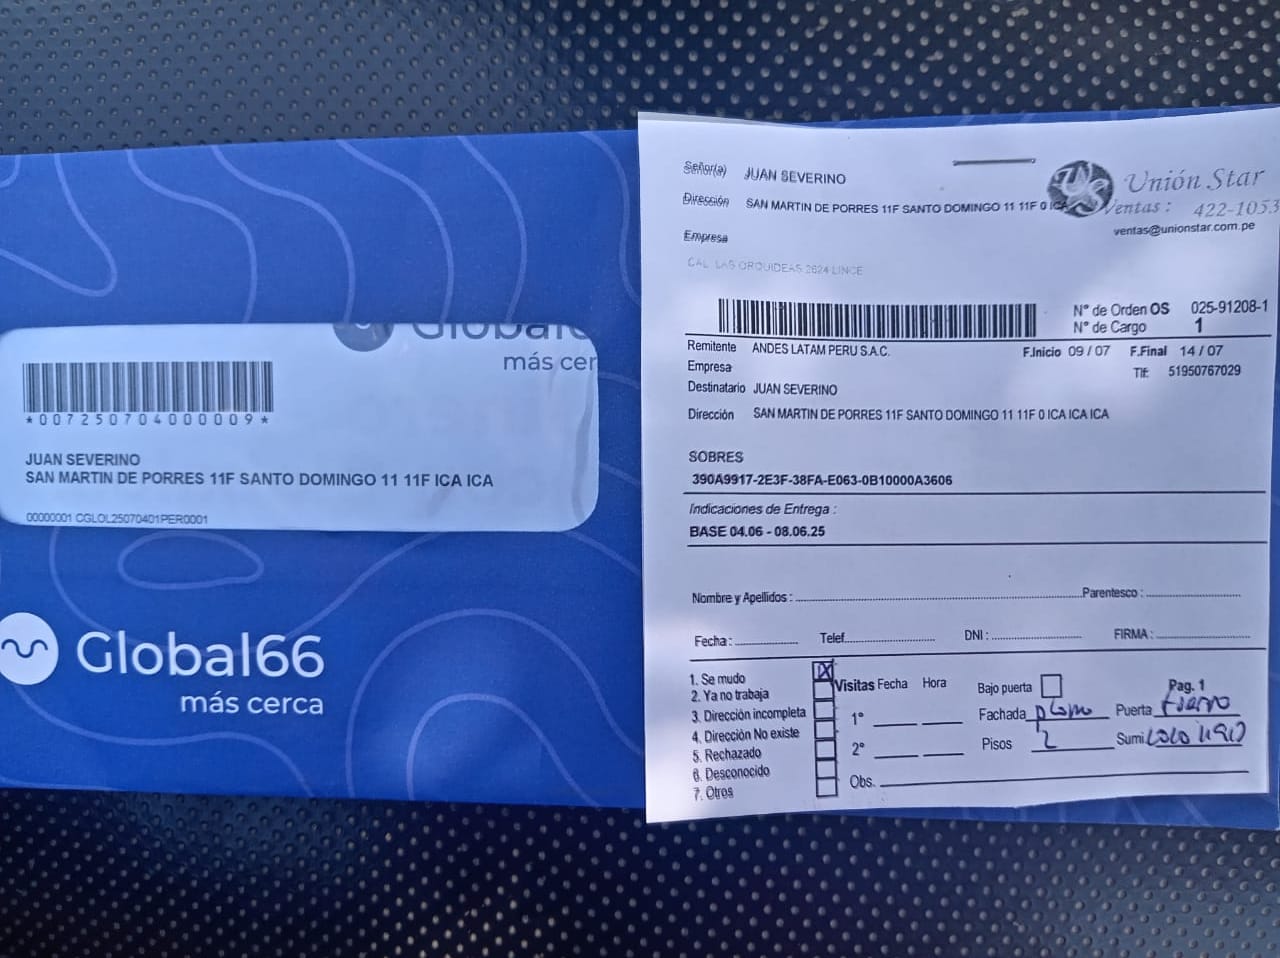 Global
más cer
*007250704000009*
JUAN SEVERINO
SAN MARTIN DE PORRES 11F SANTO DOMINGO 11 11F ICA ICA
00000001 CGLOL25070401PER0001
Global66
más cerca
Señor(a) JUAN SEVERINO
Dirección SAN MARTIN DE PORRES 11F SANTO DOMINGO 11 11F 0 ICA
Empresa
CAL. LAS ORQUIDEAS 2624 LINCE
Unión Star
Ventas : 422-1053
ventas@unionstar.com.pe
N° de Orden OS 025-91208-1
N° de Cargo 1
Remitente ANDES LATAM PERU S.A.C. F.Inicio 09 / 07 F.Final 14 / 07
Empresa Tlf: 51950767029
Destinatario JUAN SEVERINO
Dirección SAN MARTIN DE PORRES 11F SANTO DOMINGO 11 11F 0 ICA ICA ICA
SOBRES
390A9917-2E3F-38FA-E063-0B10000A3606
Indicaciones de Entrega :
BASE 04.06 - 08.06.25
Nombre y Apellidos : Parentesco :
Fecha : Telef. DNI : FIRMA :
1. Se mudo X
2. Ya no trabaja
3. Dirección incompleta
4. Dirección No existe
5. Rechazado
6. Desconocido
7. Otros
Visitas Fecha Hora Bajo puerta Pag. 1
1° Fachada plomo Puerta fierro
2° Pisos 2 Sumi
Obs.